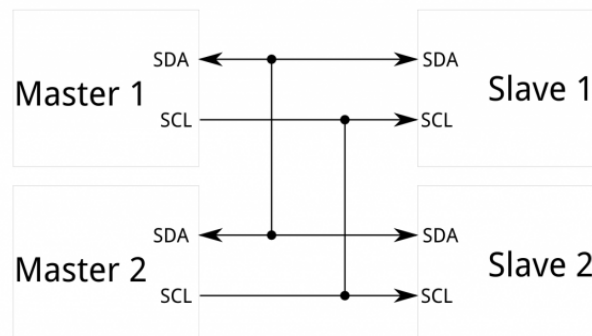 SDA
SDA
Master 1
Slave 1
SCL
SCL
SDA
SDA
Master 2
Slave 2
SCL
SCL